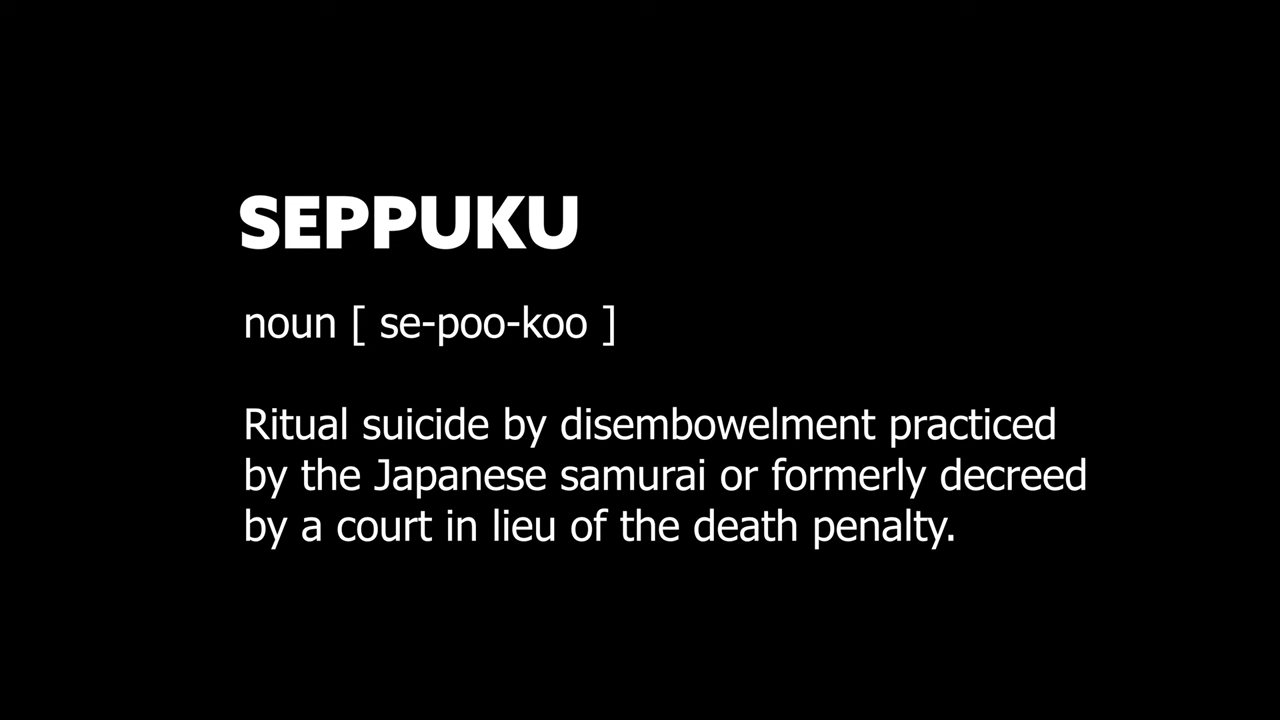 SEPPUKU
noun [ se-poo-koo ]
Ritual suicide by disembowelment practiced
by the Japanese samurai or formerly decreed
by a court in lieu of the death penalty.